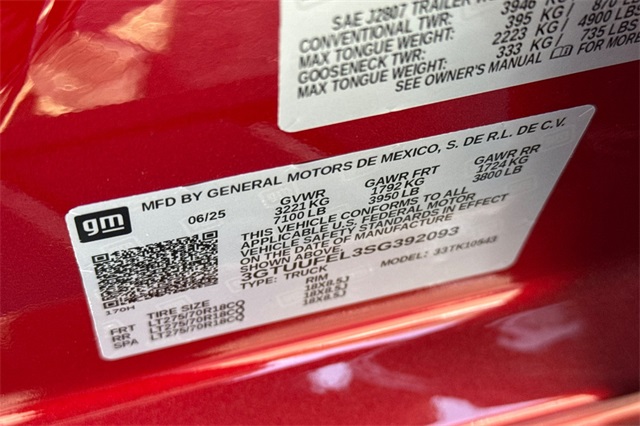 SAE J2807 TRAILER
CONVENTIONAL TWR: 3946 KG / 870
MAX TONGUE WEIGHT: 395 KG /
GOOSENECK TWR: 2223 KG / 4900 LBS
MAX TONGUE WEIGHT: 333 KG / 735 LBS
SEE OWNER'S MANUAL FOR MORE
gm
MFD BY GENERAL MOTORS DE MEXICO, S. DE R.L. DE C.V.
06/25 GVWR GAWR FRT GAWR RR
3221 KG 1792 KG 1724 KG
7100 LB 3950 LB 3800 LB
THIS VEHICLE CONFORMS TO ALL
APPLICABLE U.S. FEDERAL MOTOR
VEHICLE SAFETY STANDARDS IN EFFECT
ON THE DATE OF MANUFACTURE
SHOWN ABOVE.
3GTUUFEL3SG392093
TYPE: TRUCK MODEL: 33TK10543
170H
TIRE SIZE RIM
FRT LT275/70R18CQ 18X8.5J
RR LT275/70R18CQ 18X8.5J
SPA LT275/70R18CQ 18X8.5J